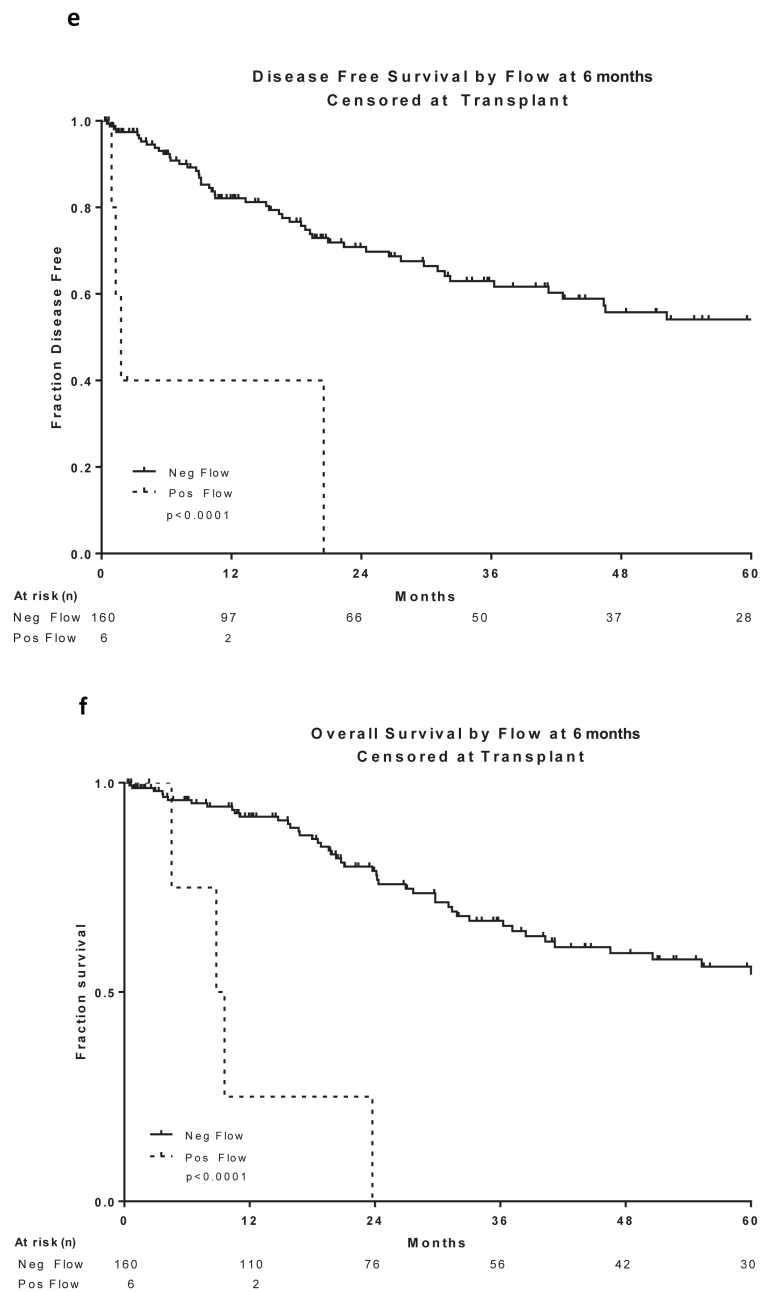 e
Disease Free Survival by Flow at 6 months
Censored at Transplant
1.0
0.8
0.6
0.4
0.2
0.0
Fraction Disease Free
Neg Flow
Pos Flow
p<0.0001
0 12 24 36 48 60
Months
At risk (n)
Neg Flow 160 97 66 50 37 28
Pos Flow 6 2
f
Overall Survival by Flow at 6 months
Censored at Transplant
1.0
0.5
0.0
Fraction survival
Neg Flow
Pos Flow
p<0.0001
0 12 24 36 48 60
Months
At risk (n)
Neg Flow 160 110 76 56 42 30
Pos Flow 6 2